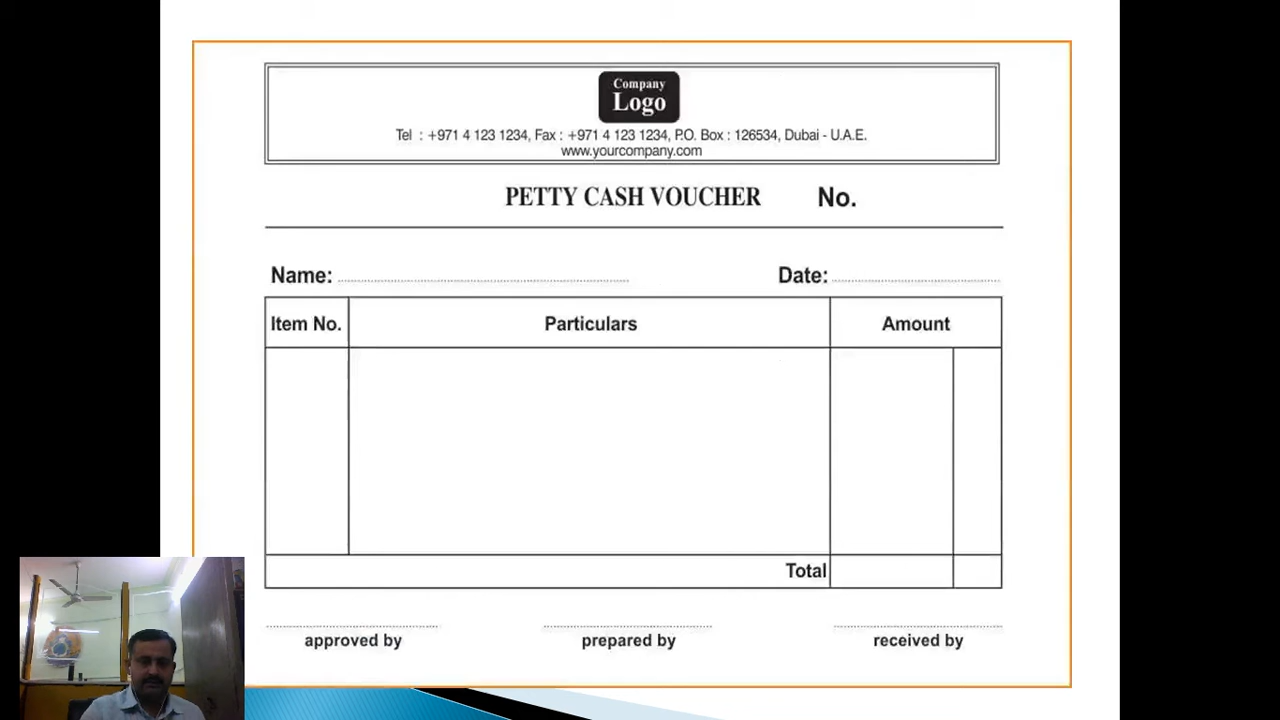 Company
Logo
Tel : +971 4 123 1234, Fax : +971 4 123 1234, P.O. Box : 126534, Dubai - U.A.E.
www.yourcompany.com
PETTY CASH VOUCHER No.
Name: Date:
Item No. Particulars Amount
Total
approved by prepared by received by